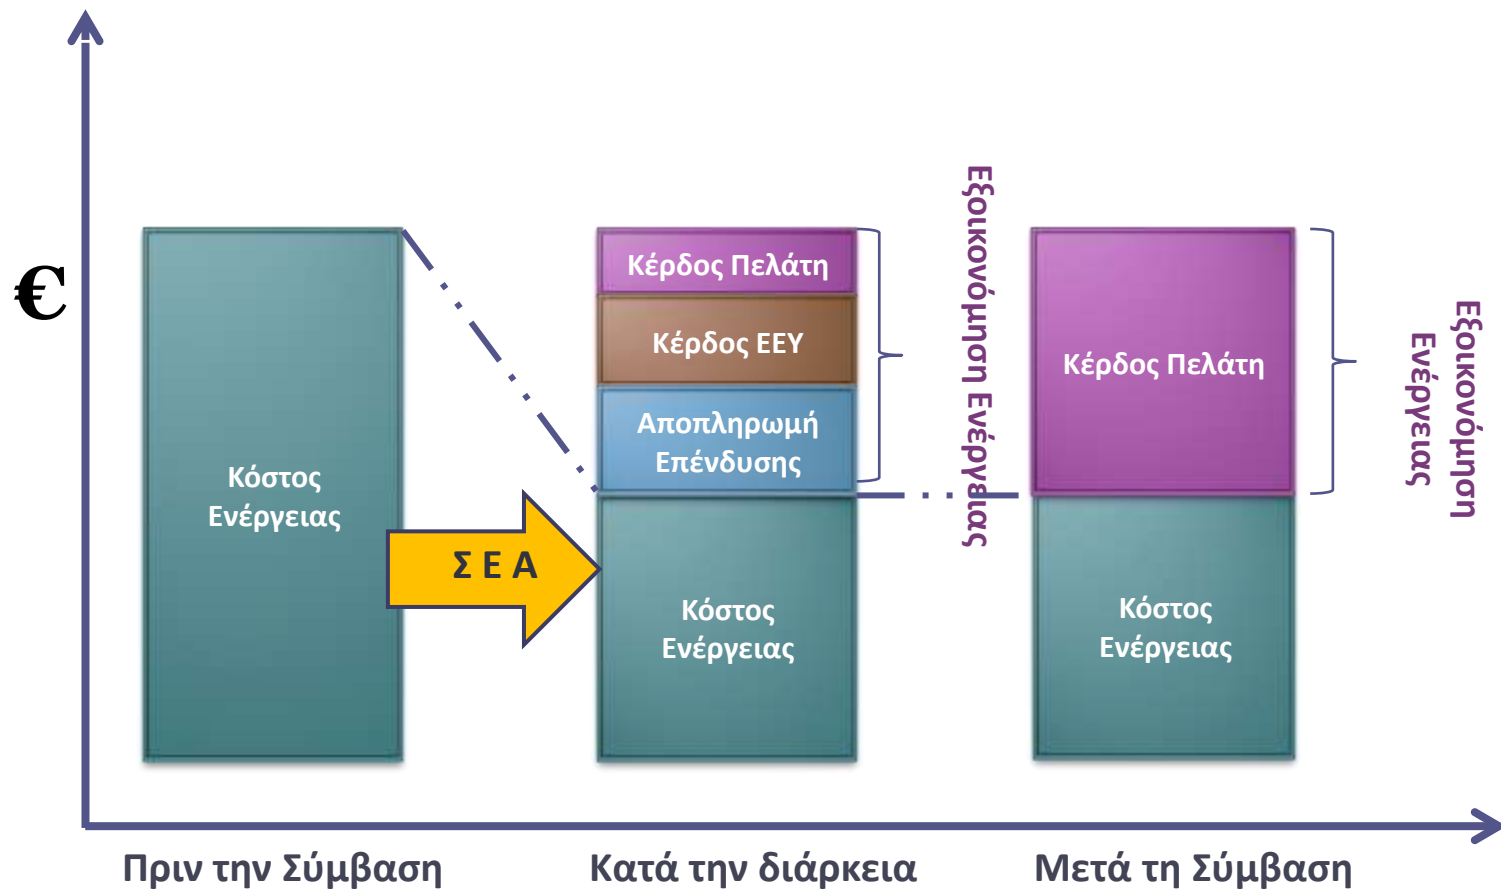 €
Κόστος
Ενέργειας
Σ Ε Α
Κέρδος Πελάτη
Κέρδος ΕΕΥ
Αποπληρωμή
Επένδυσης
Κόστος
Ενέργειας
Εξοικονόμηση Ενέργειας
Κέρδος Πελάτη
Κόστος
Ενέργειας
Εξοικονόμηση
Ενέργειας
Πριν την Σύμβαση
Κατά την διάρκεια
Μετά τη Σύμβαση